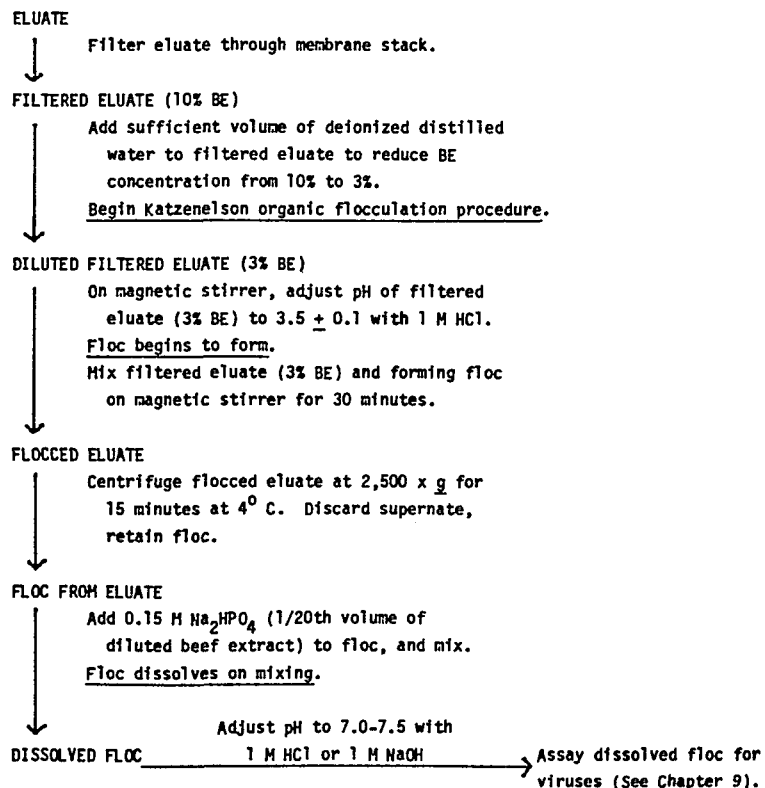 ELUATE
Filter eluate through membrane stack.
FILTERED ELUATE (10% BE)
Add sufficient volume of deionized distilled
water to filtered eluate to reduce BE
concentration from 10% to 3%.
Begin Katzenelson organic flocculation procedure.
DILUTED FILTERED ELUATE (3% BE)
On magnetic stirrer, adjust pH of filtered
eluate (3% BE) to 3.5 ± 0.1 with 1 M HCl.
Floc begins to form.
Mix filtered eluate (3% BE) and forming floc
on magnetic stirrer for 30 minutes.
FLOCCED ELUATE
Centrifuge flocced eluate at 2,500 x g for
15 minutes at 4° C. Discard supernate,
retain floc.
FLOC FROM ELUATE
Add 0.15 M Na₂HPO₄ (1/20th volume of
diluted beef extract) to floc, and mix.
Floc dissolves on mixing.
Adjust pH to 7.0-7.5 with
DISSOLVED FLOC 1 M HCl or 1 M NaOH Assay dissolved floc for
viruses (See Chapter 9).